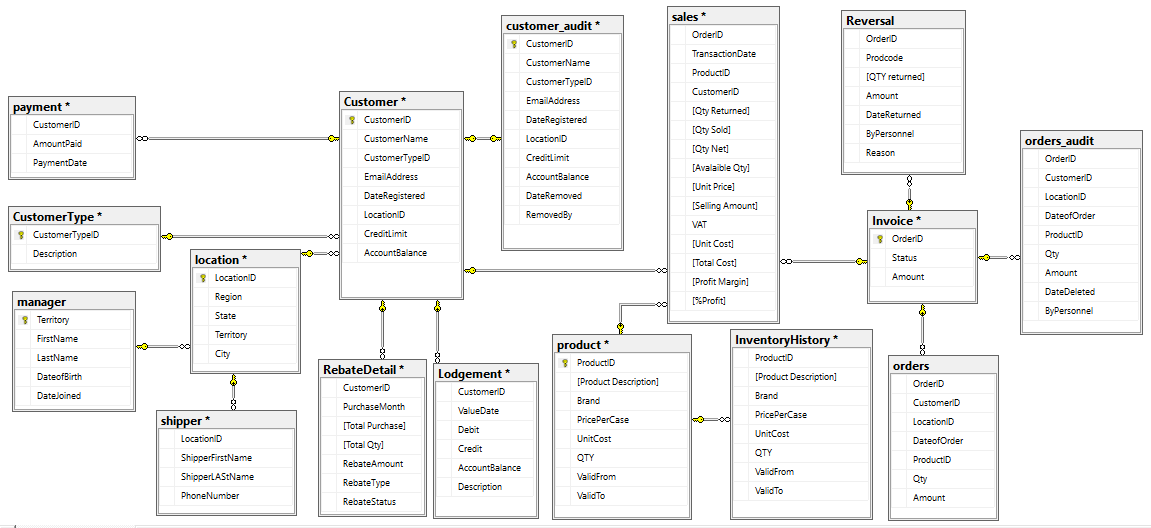 payment *
CustomerID
AmountPaid
PaymentDate
CustomerType *
CustomerTypeID
Description
manager
Territory
FirstName
LastName
DateofBirth
DateJoined
location *
LocationID
Region
State
Territory
City
shipper *
LocationID
ShipperFirstName
ShipperLAStName
PhoneNumber
Customer *
CustomerID
CustomerName
CustomerTypeID
EmailAddress
DateRegistered
LocationID
CreditLimit
AccountBalance
RebateDetail *
CustomerID
PurchaseMonth
[Total Purchase]
[Total Qty]
RebateAmount
RebateType
RebateStatus
Lodgement *
CustomerID
ValueDate
Debit
Credit
AccountBalance
Description
customer_audit *
CustomerID
CustomerName
CustomerTypeID
EmailAddress
DateRegistered
LocationID
CreditLimit
AccountBalance
DateRemoved
RemovedBy
sales *
OrderID
TransactionDate
ProductID
CustomerID
[Qty Returned]
[Qty Sold]
[Qty Net]
[Avalaible Qty]
[Unit Price]
[Selling Amount]
VAT
[Unit Cost]
[Total Cost]
[Profit Margin]
[%Profit]
product *
ProductID
[Product Description]
Brand
PricePerCase
UnitCost
QTY
ValidFrom
ValidTo
InventoryHistory *
ProductID
[Product Description]
Brand
PricePerCase
UnitCost
QTY
ValidFrom
ValidTo
Reversal
OrderID
Prodcode
[QTY returned]
Amount
DateReturned
ByPersonnel
Reason
Invoice *
OrderID
Status
Amount
orders
OrderID
CustomerID
LocationID
DateofOrder
ProductID
Qty
Amount
orders_audit
OrderID
CustomerID
LocationID
DateofOrder
ProductID
Qty
Amount
DateDeleted
ByPersonnel